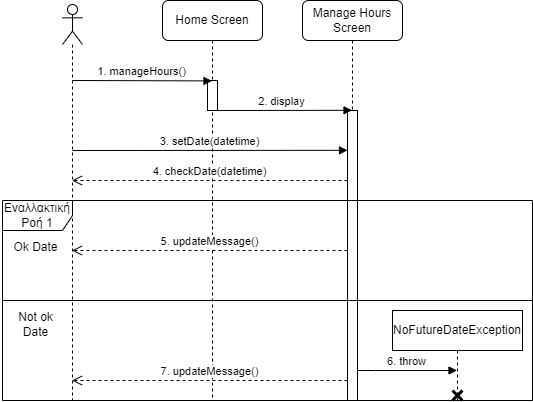 Home Screen
Manage Hours
Screen
1. manageHours()
2. display
3. setDate(datetime)
4. checkDate(datetime)
Εναλλακτική
Ροή 1
Ok Date
5. updateMessage()
Not ok
Date
NoFutureDateException
6. throw
7. updateMessage()